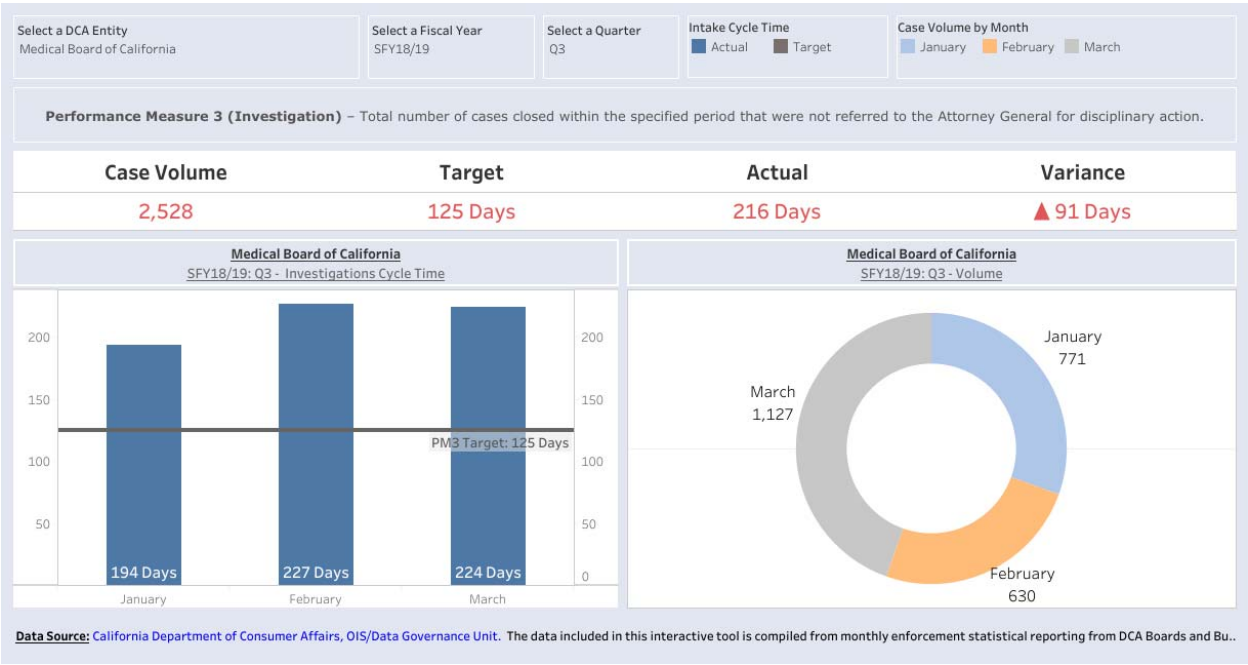 Select a DCA Entity
Medical Board of California
Select a Fiscal Year
SFY18/19
Select a Quarter
Q3
Intake Cycle Time
Actual Target
Case Volume by Month
January February March
Performance Measure 3 (Investigation) – Total number of cases closed within the specified period that were not referred to the Attorney General for disciplinary action.
Case Volume Target Actual Variance
2,528 125 Days 216 Days ▲ 91 Days
Medical Board of California
SFY18/19: Q3 - Investigations Cycle Time
200
150
100
50
PM3 Target: 125 Days
200
150
100
50
0
194 Days 227 Days 224 Days
January February March
Medical Board of California
SFY18/19: Q3 - Volume
January
771
March
1,127
February
630
Data Source: California Department of Consumer Affairs, OIS/Data Governance Unit. The data included in this interactive tool is compiled from monthly enforcement statistical reporting from DCA Boards and Bu..